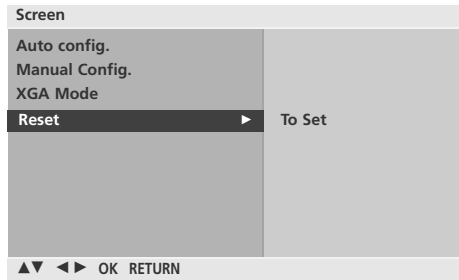 Screen
Auto config.
Manual Config.
XGA Mode
Reset ► To Set
▲▼ ◄► OK RETURN